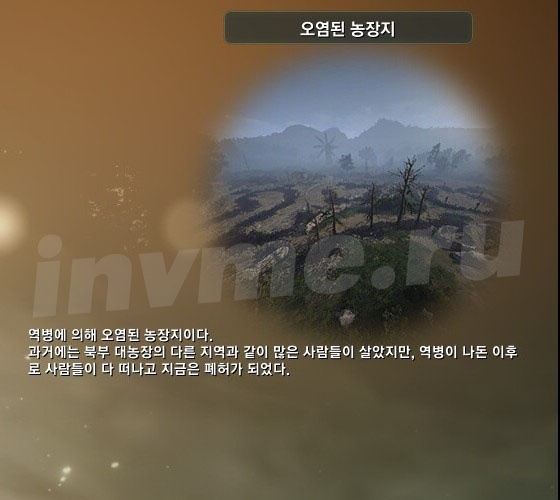 오염된 농장지
invme.ru
역병에 의해 오염된 농장지이다.
과거에는 북부 대농장의 다른 지역과 같이 많은 사람들이 살았지만, 역병이 나돈 이후
로 사람들이 다 떠나고 지금은 폐허가 되었다.